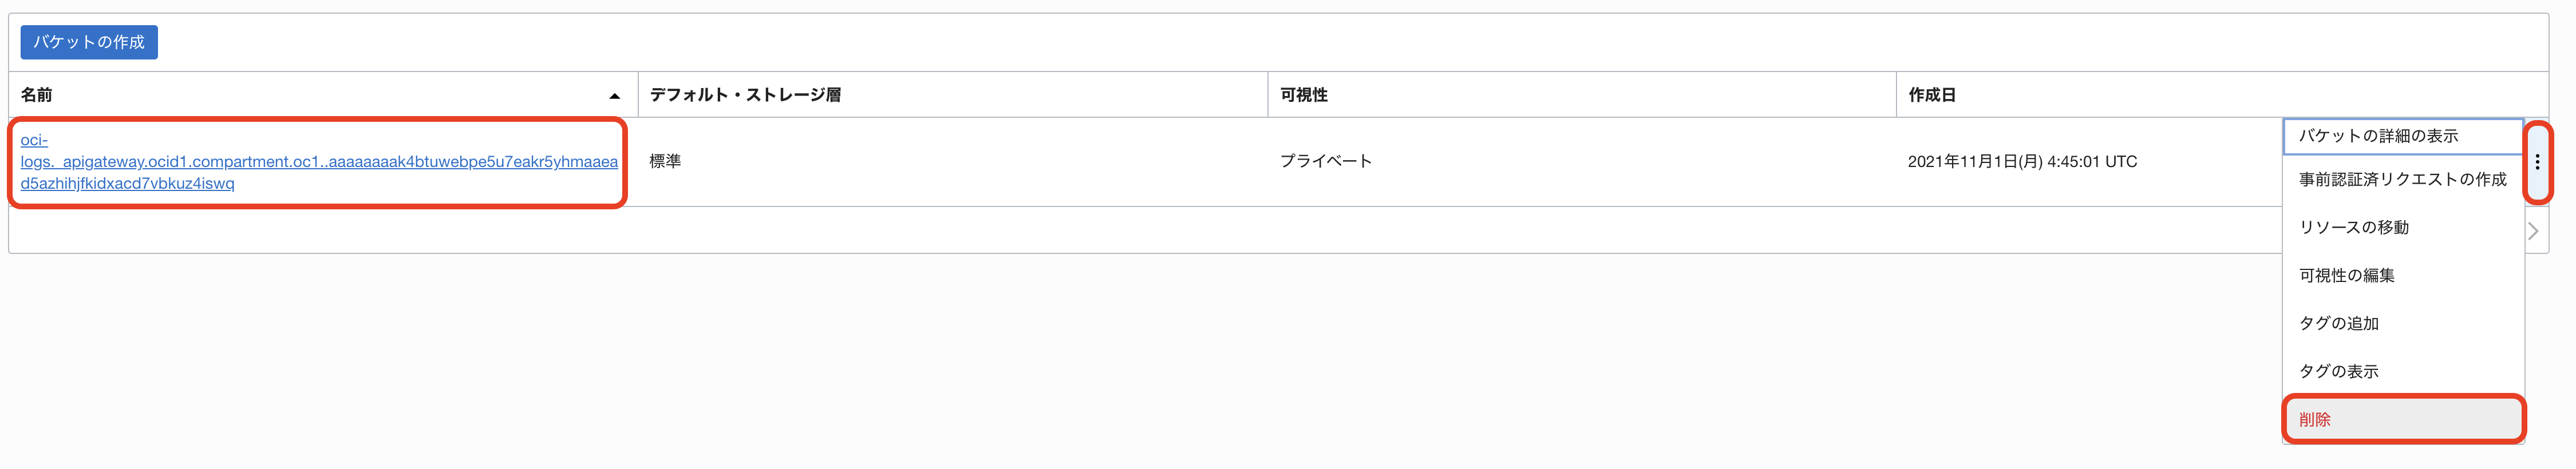 バケットの作成
名前
デフォルト・ストレージ層
可視性
作成日
oci-
logs._apigateway.ocid1.compartment.oc1..aaaaaaaak4btuwebpe5u7eakr5yhmaaea
d5azhihjfkidxacd7vbkuz4iswq
標準
プライベート
2021年11月1日(月) 4:45:01 UTC
バケットの詳細の表示
事前認証済リクエストの作成
リソースの移動
可視性の編集
タグの追加
タグの表示
削除